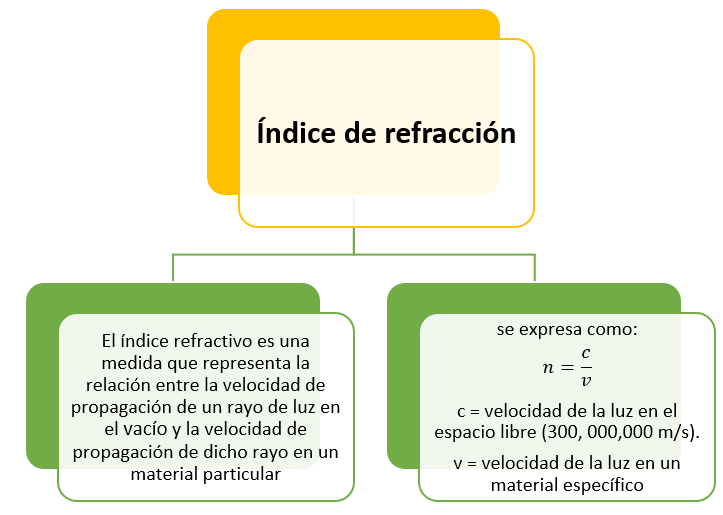 Índice de refracción
El índice refractivo es una
medida que representa la
relación entre la velocidad de
propagación de un rayo de luz en
el vacío y la velocidad de
propagación de dicho rayo en un
material particular
se expresa como:
n = c/v
c = velocidad de la luz en el
espacio libre (300, 000,000 m/s).
v = velocidad de la luz en un
material específico